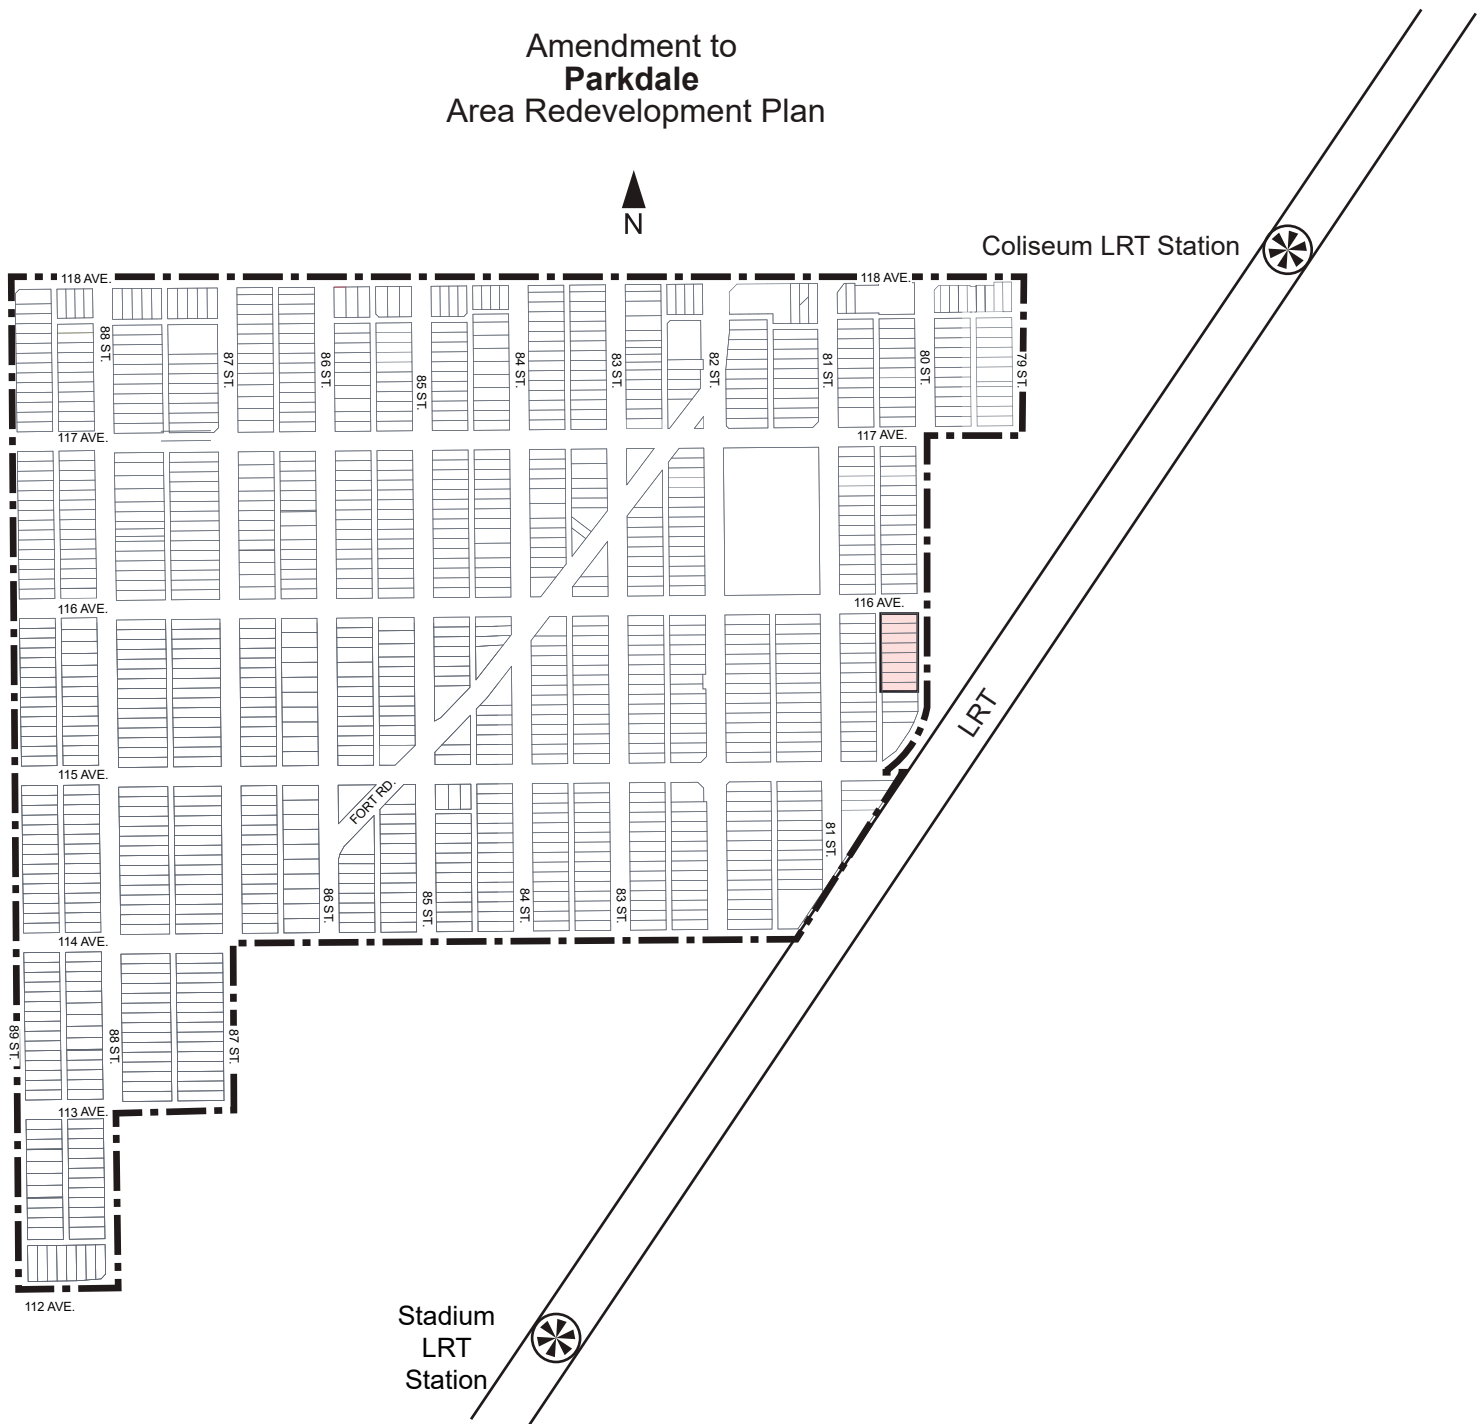 Amendment to
Parkdale
Area Redevelopment Plan
N
Coliseum LRT Station
118 AVE.
118 AVE.
88 ST.
87 ST.
86 ST.
85 ST.
84 ST.
83 ST.
82 ST.
81 ST.
80 ST.
79 ST.
117 AVE.
117 AVE.
116 AVE.
116 AVE.
LRT
115 AVE.
FORT RD.
81 ST.
86 ST.
85 ST.
84 ST.
83 ST.
114 AVE.
89 ST.
88 ST.
87 ST.
113 AVE.
112 AVE.
Stadium
LRT
Station